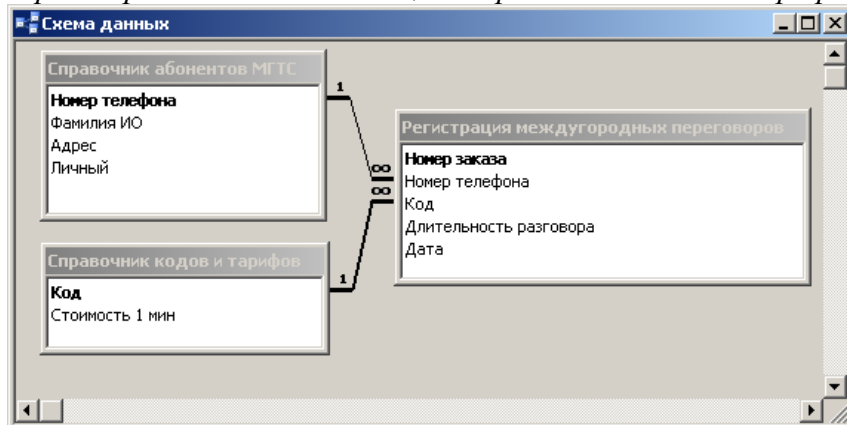 Схема данных
Справочник абонентов МГТС
Номер телефона
Фамилия ИО
Адрес
Личный
1
∞
∞
1
Регистрация междугородных переговоров
Номер заказа
Номер телефона
Код
Длительность разговора
Дата
Справочник кодов и тарифов
Код
Стоимость 1 мин